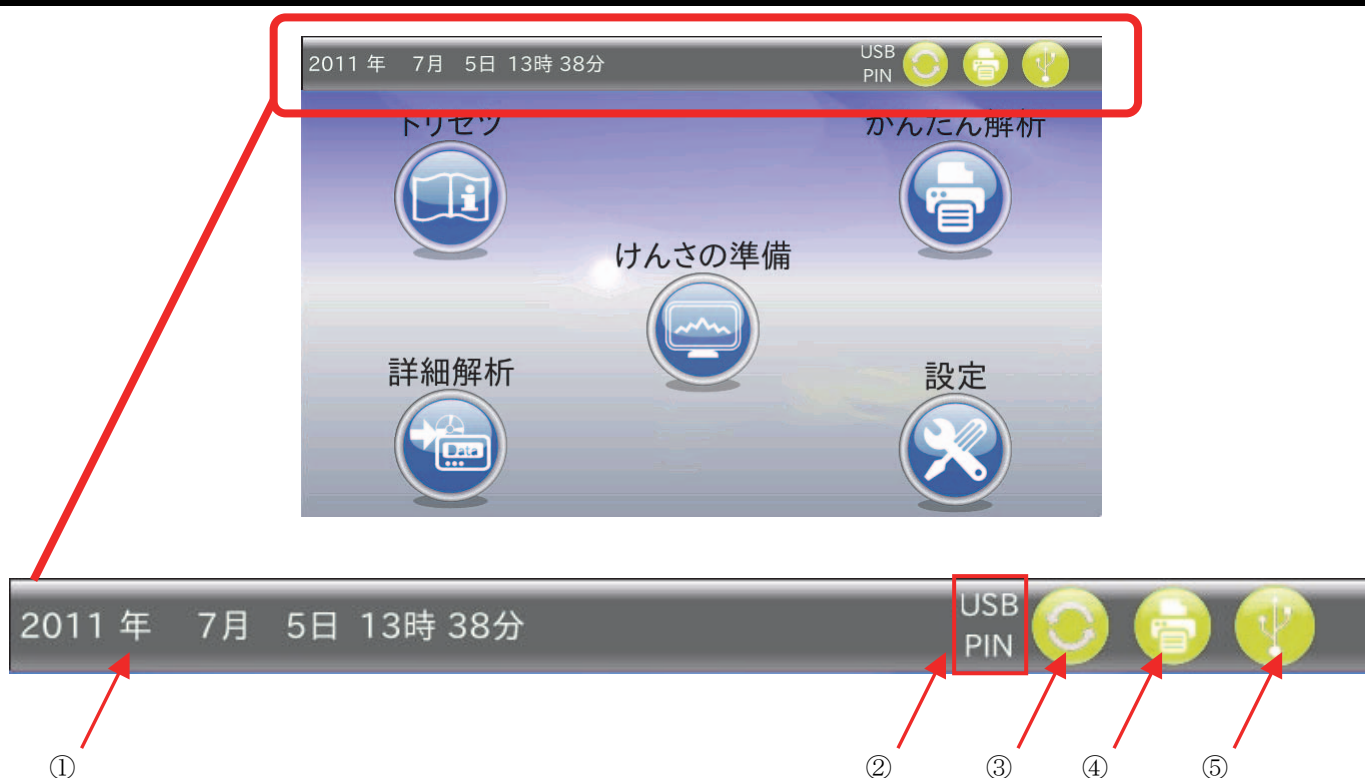 2011 年 7月 5日 13時 38分
USB
PIN
トリセツ
かんたん解析
けんさの準備
詳細解析
Data
設定
2011 年 7月 5日 13時 38分
USB
PIN
①
②
③
④
⑤